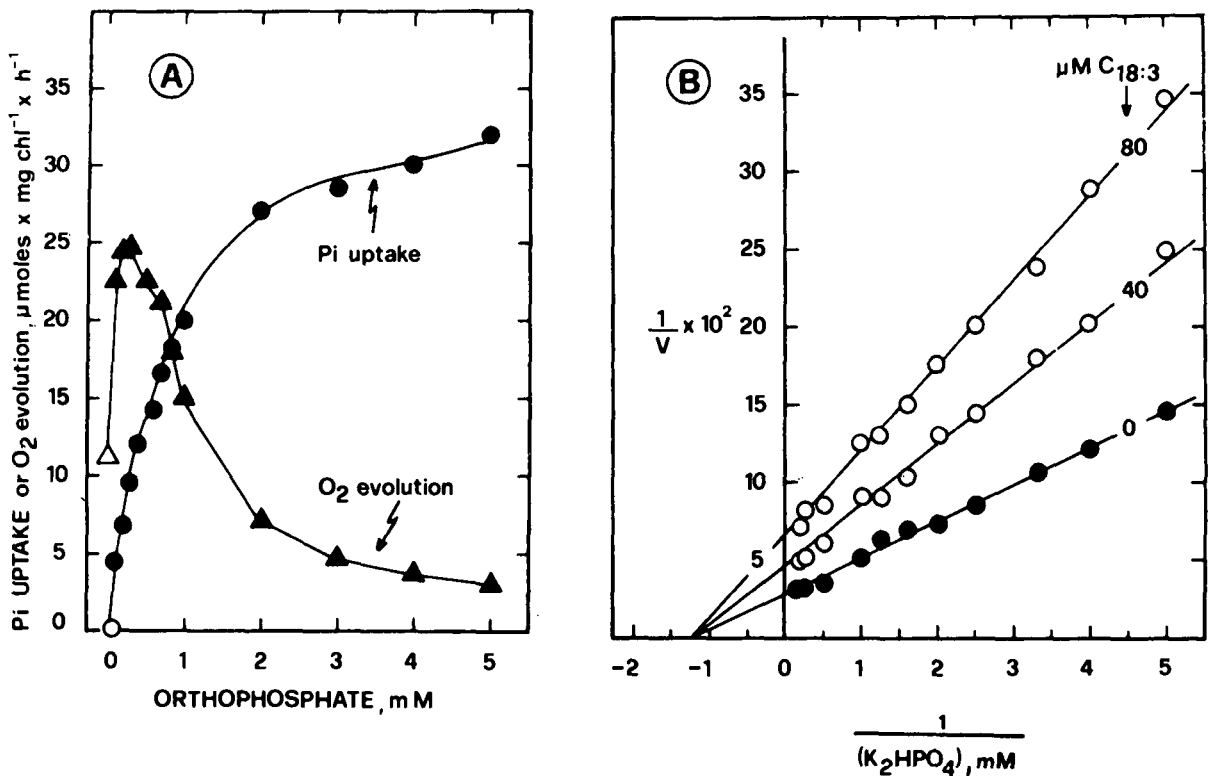 A
Pi UPTAKE or O2 evolution, µmoles x mg chl-1 x h-1
35
30
25
20
15
10
5
0
Pi uptake
O2 evolution
0 1 2 3 4 5
ORTHOPHOSPHATE, mM
B
µM C18:3
35
30
25
20
15
10
5
1/V x 10^2
80
40
0
-2 -1 0 1 2 3 4 5
1
(K2HPO4), mM